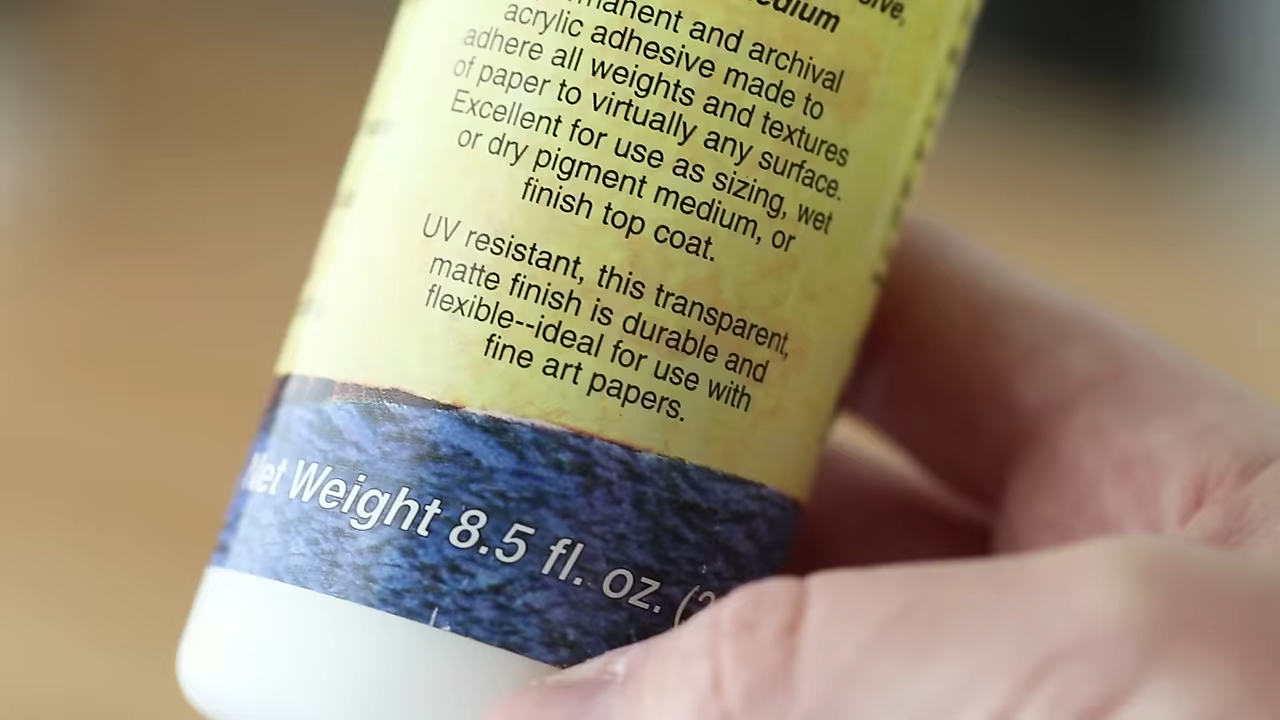 and archival
acrylic adhesive made to
adhere all weights and textures
of paper to virtually any surface.
Excellent for use as sizing, wet
or dry pigment medium, or
finish top coat.
UV resistant, this transparent,
matte finish is durable and
flexible--ideal for use with
fine art papers.
Net Weight 8.5 fl. oz.